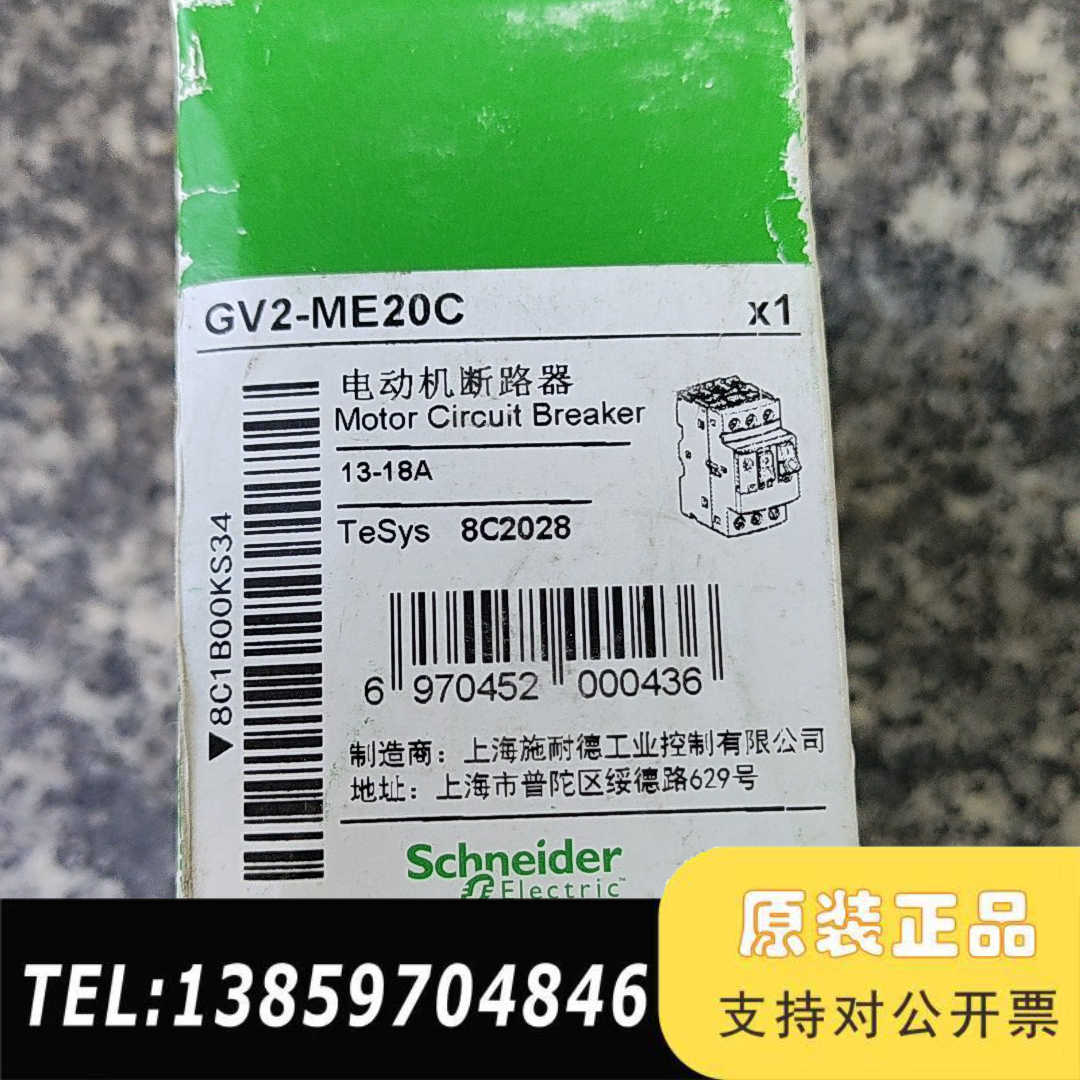 GV2-ME20C x1
电动机断路器
Motor Circuit Breaker
13-18A
TeSys 8C2028
8C1B00KS34
6 970452 000436
制造商：上海施耐德工业控制有限公司
地址：上海市普陀区绥德路629号
Schneider
Electric™
原装正品
TEL:13859704846
支持对公开票